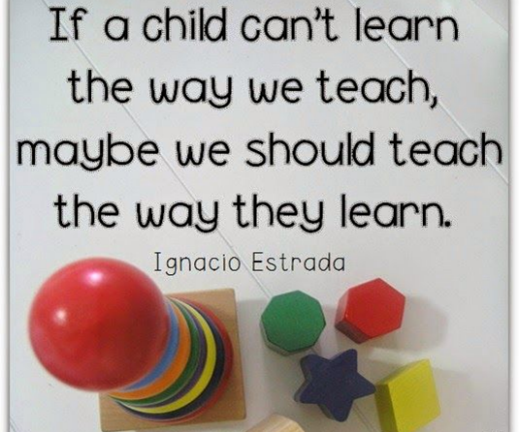 If a child can't learn
the way we teach,
maybe we should teach
the way they learn.
Ignacio Estrada